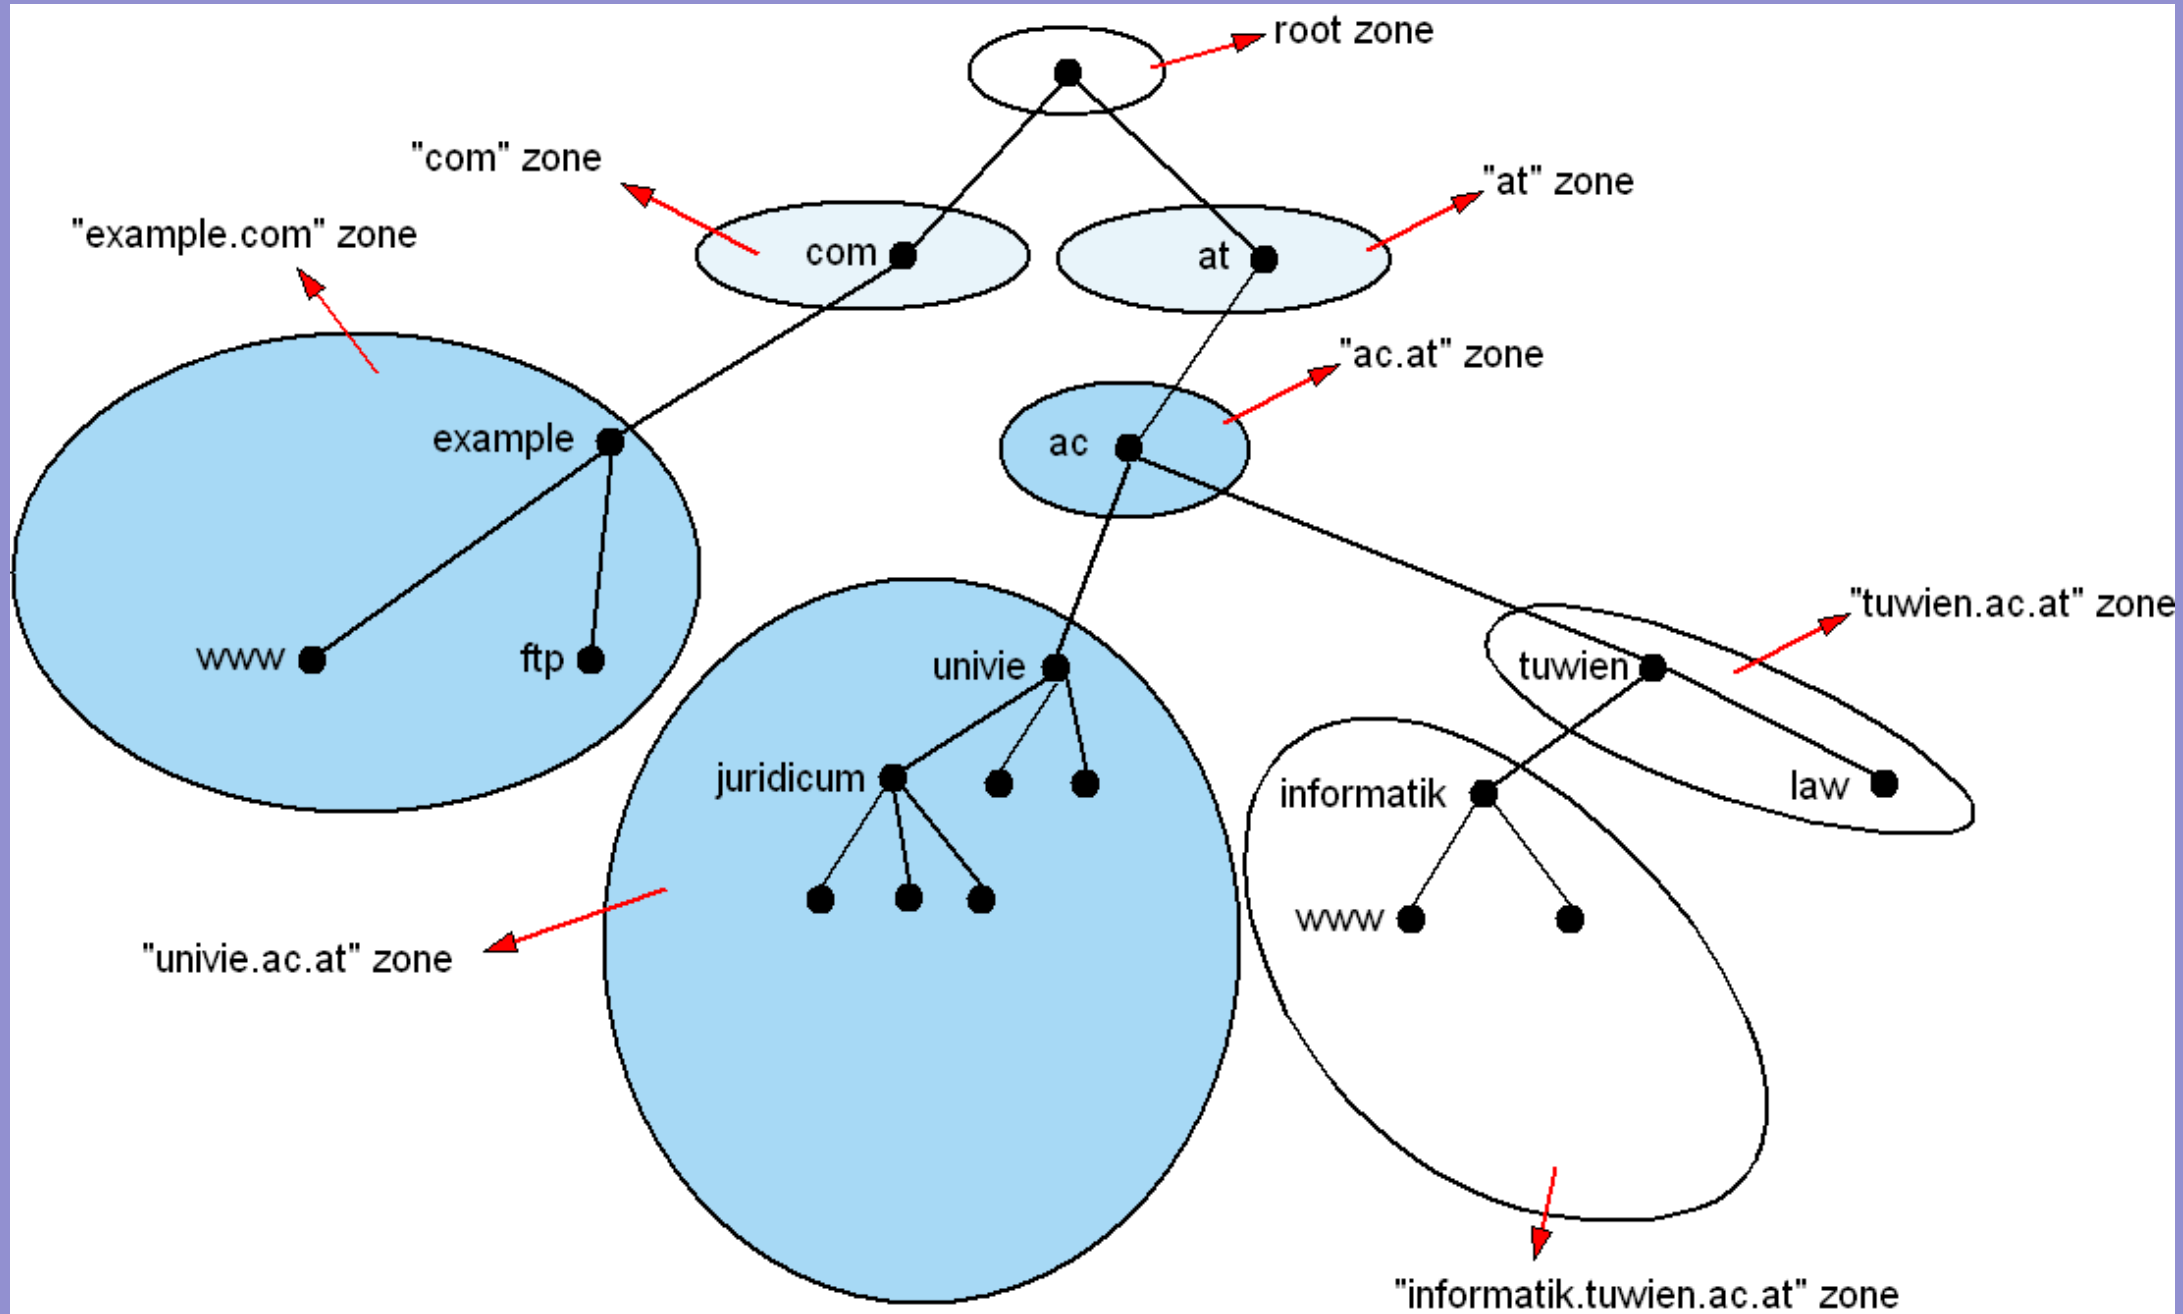 root zone
"com" zone
"at" zone
"example.com" zone
com
at
"ac.at" zone
example
ac
"tuwien.ac.at" zone
www
ftp
univie
tuwien
juridicum
informatik
law
www
"univie.ac.at" zone
"informatik.tuwien.ac.at" zone